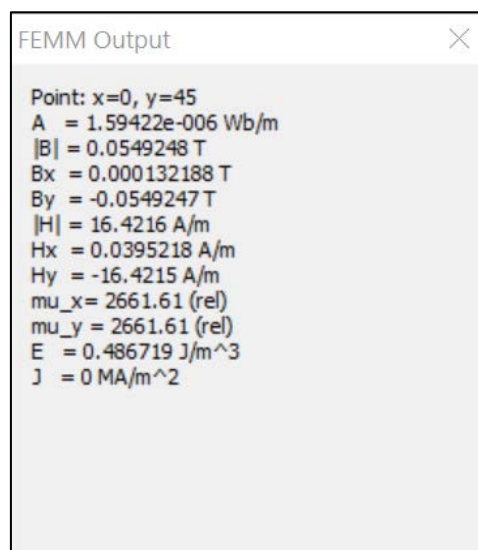 FEMM Output
Point: x=0, y=45
A = 1.59422e-006 Wb/m
|B| = 0.0549248 T
Bx = 0.000132188 T
By = -0.0549247 T
|H| = 16.4216 A/m
Hx = 0.0395218 A/m
Hy = -16.4215 A/m
mu_x= 2661.61 (rel)
mu_y = 2661.61 (rel)
E = 0.486719 J/m^3
J = 0 MA/m^2